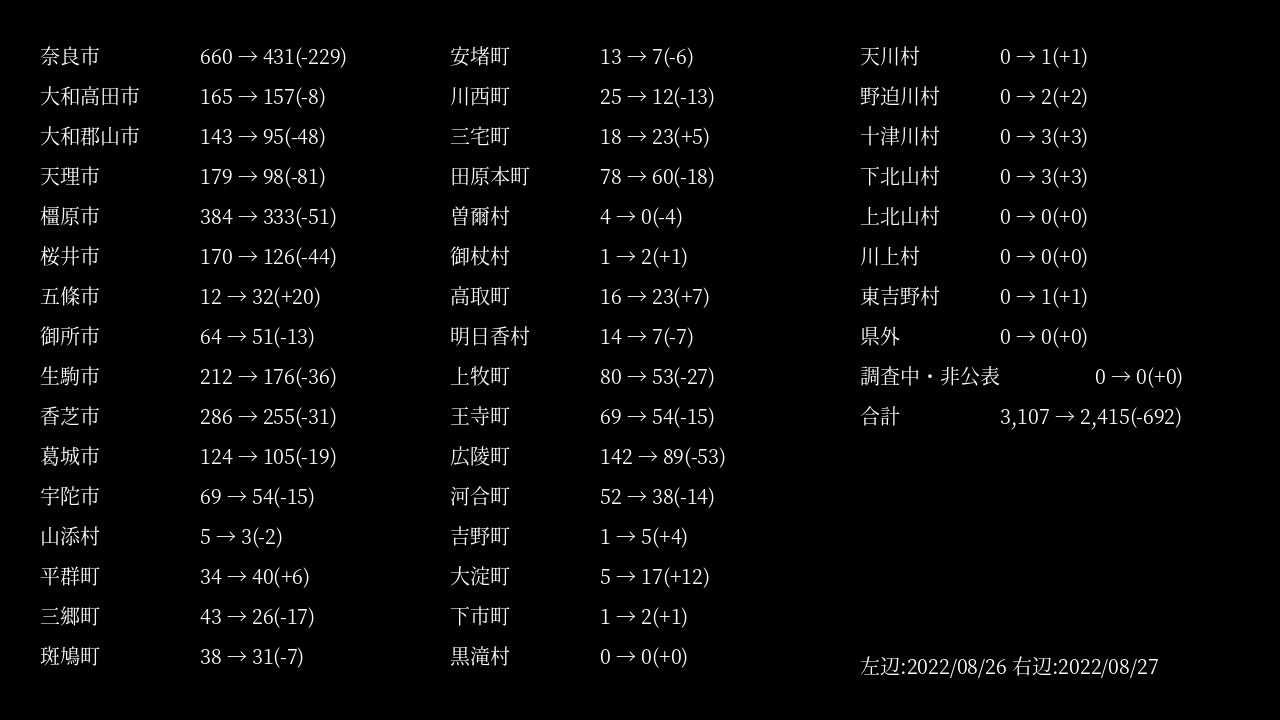 奈良市 660 → 431(-229)
大和高田市 165 → 157(-8)
大和郡山市 143 → 95(-48)
天理市 179 → 98(-81)
橿原市 384 → 333(-51)
桜井市 170 → 126(-44)
五條市 12 → 32(+20)
御所市 64 → 51(-13)
生駒市 212 → 176(-36)
香芝市 286 → 255(-31)
葛城市 124 → 105(-19)
宇陀市 69 → 54(-15)
山添村 5 → 3(-2)
平群町 34 → 40(+6)
三郷町 43 → 26(-17)
斑鳩町 38 → 31(-7)
安堵町 13 → 7(-6)
川西町 25 → 12(-13)
三宅町 18 → 23(+5)
田原本町 78 → 60(-18)
曽爾村 4 → 0(-4)
御杖村 1 → 2(+1)
高取町 16 → 23(+7)
明日香村 14 → 7(-7)
上牧町 80 → 53(-27)
王寺町 69 → 54(-15)
広陵町 142 → 89(-53)
河合町 52 → 38(-14)
吉野町 1 → 5(+4)
大淀町 5 → 17(+12)
下市町 1 → 2(+1)
黒滝村 0 → 0(+0)
天川村 0 → 1(+1)
野迫川村 0 → 2(+2)
十津川村 0 → 3(+3)
下北山村 0 → 3(+3)
上北山村 0 → 0(+0)
川上村 0 → 0(+0)
東吉野村 0 → 1(+1)
県外 0 → 0(+0)
調査中・非公表 0 → 0(+0)
合計 3,107 → 2,415(-692)
左辺:2022/08/26 右辺:2022/08/27